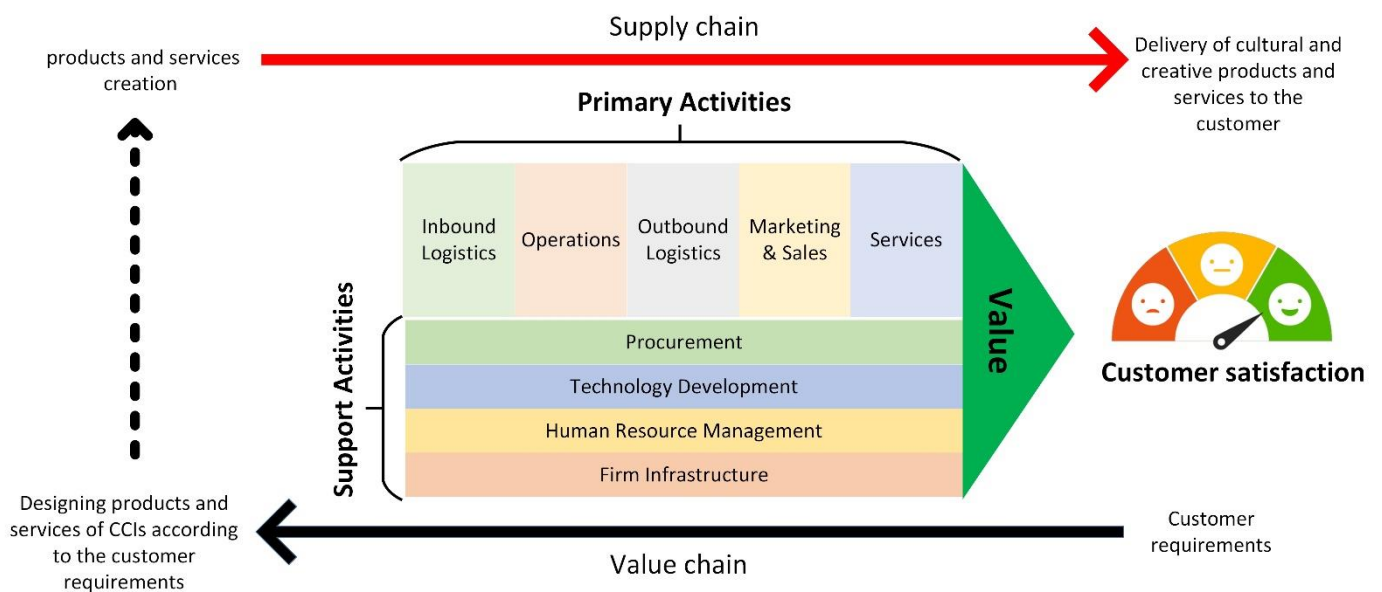 Supply chain
products and services
creation
Delivery of cultural and
creative products and
services to the
customer
Primary Activities
Inbound
Logistics
Operations
Outbound
Logistics
Marketing
& Sales
Services
Value
Support Activities
Procurement
Technology Development
Human Resource Management
Firm Infrastructure
Customer satisfaction
Designing products and
services of CCIs according
to the customer
requirements
Customer
requirements
Value chain